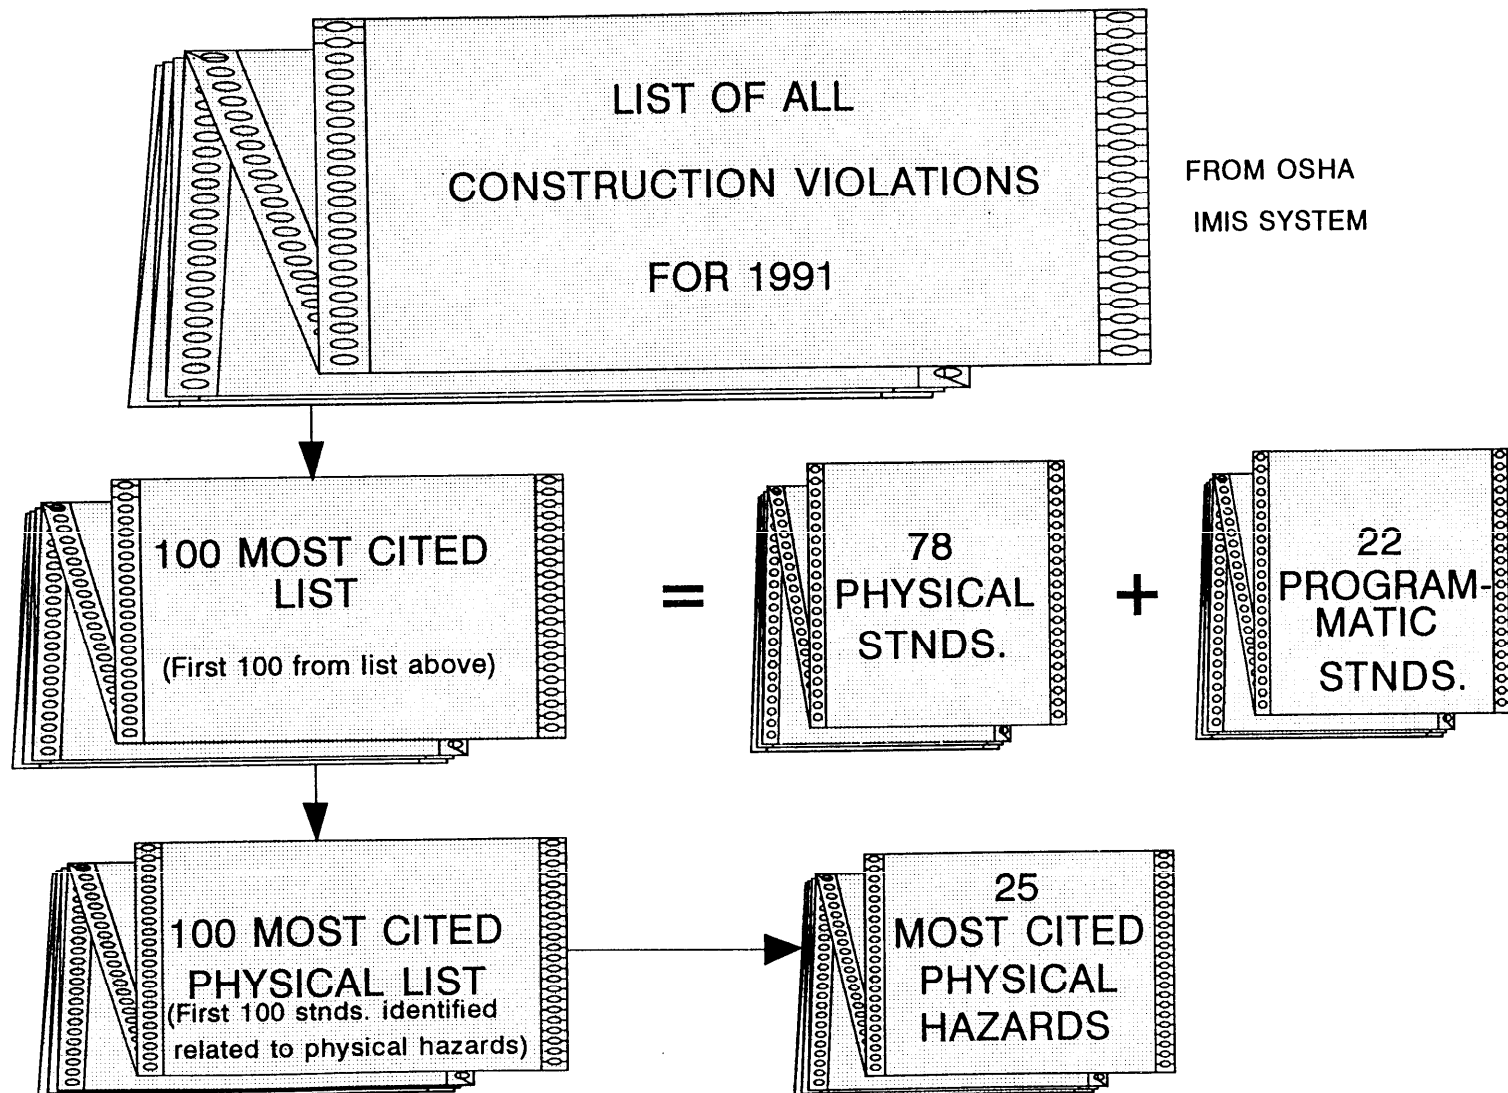 LIST OF ALL
CONSTRUCTION VIOLATIONS
FOR 1991
FROM OSHA
IMIS SYSTEM
100 MOST CITED
LIST
(First 100 from list above)
=
78
PHYSICAL
STNDS.
+
22
PROGRAM-
MATIC
STNDS.
100 MOST CITED
PHYSICAL LIST
(First 100 stnds. identified
related to physical hazards)
25
MOST CITED
PHYSICAL
HAZARDS